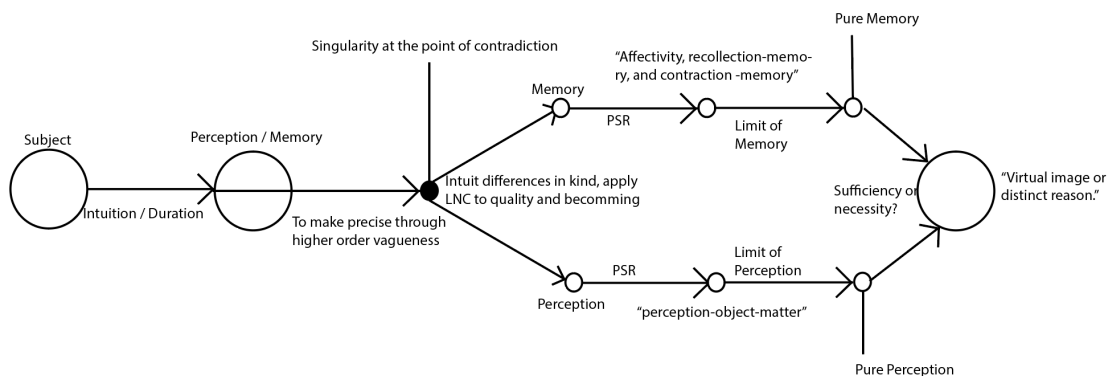 Pure Memory
Singularity at the point of contradiction
“Affectivity, recollection-memo-
ry, and contraction -memory”
Memory
PSR
Limit of
Memory
Subject
Perception / Memory
Intuition / Duration
To make precise through
higher order vagueness
Intuit differences in kind, apply
LNC to quality and becomming
Sufficiency or
necessity?
“Virtual image or
distinct reason.”
Perception
PSR
“perception-object-matter”
Limit of
Perception
Pure Perception